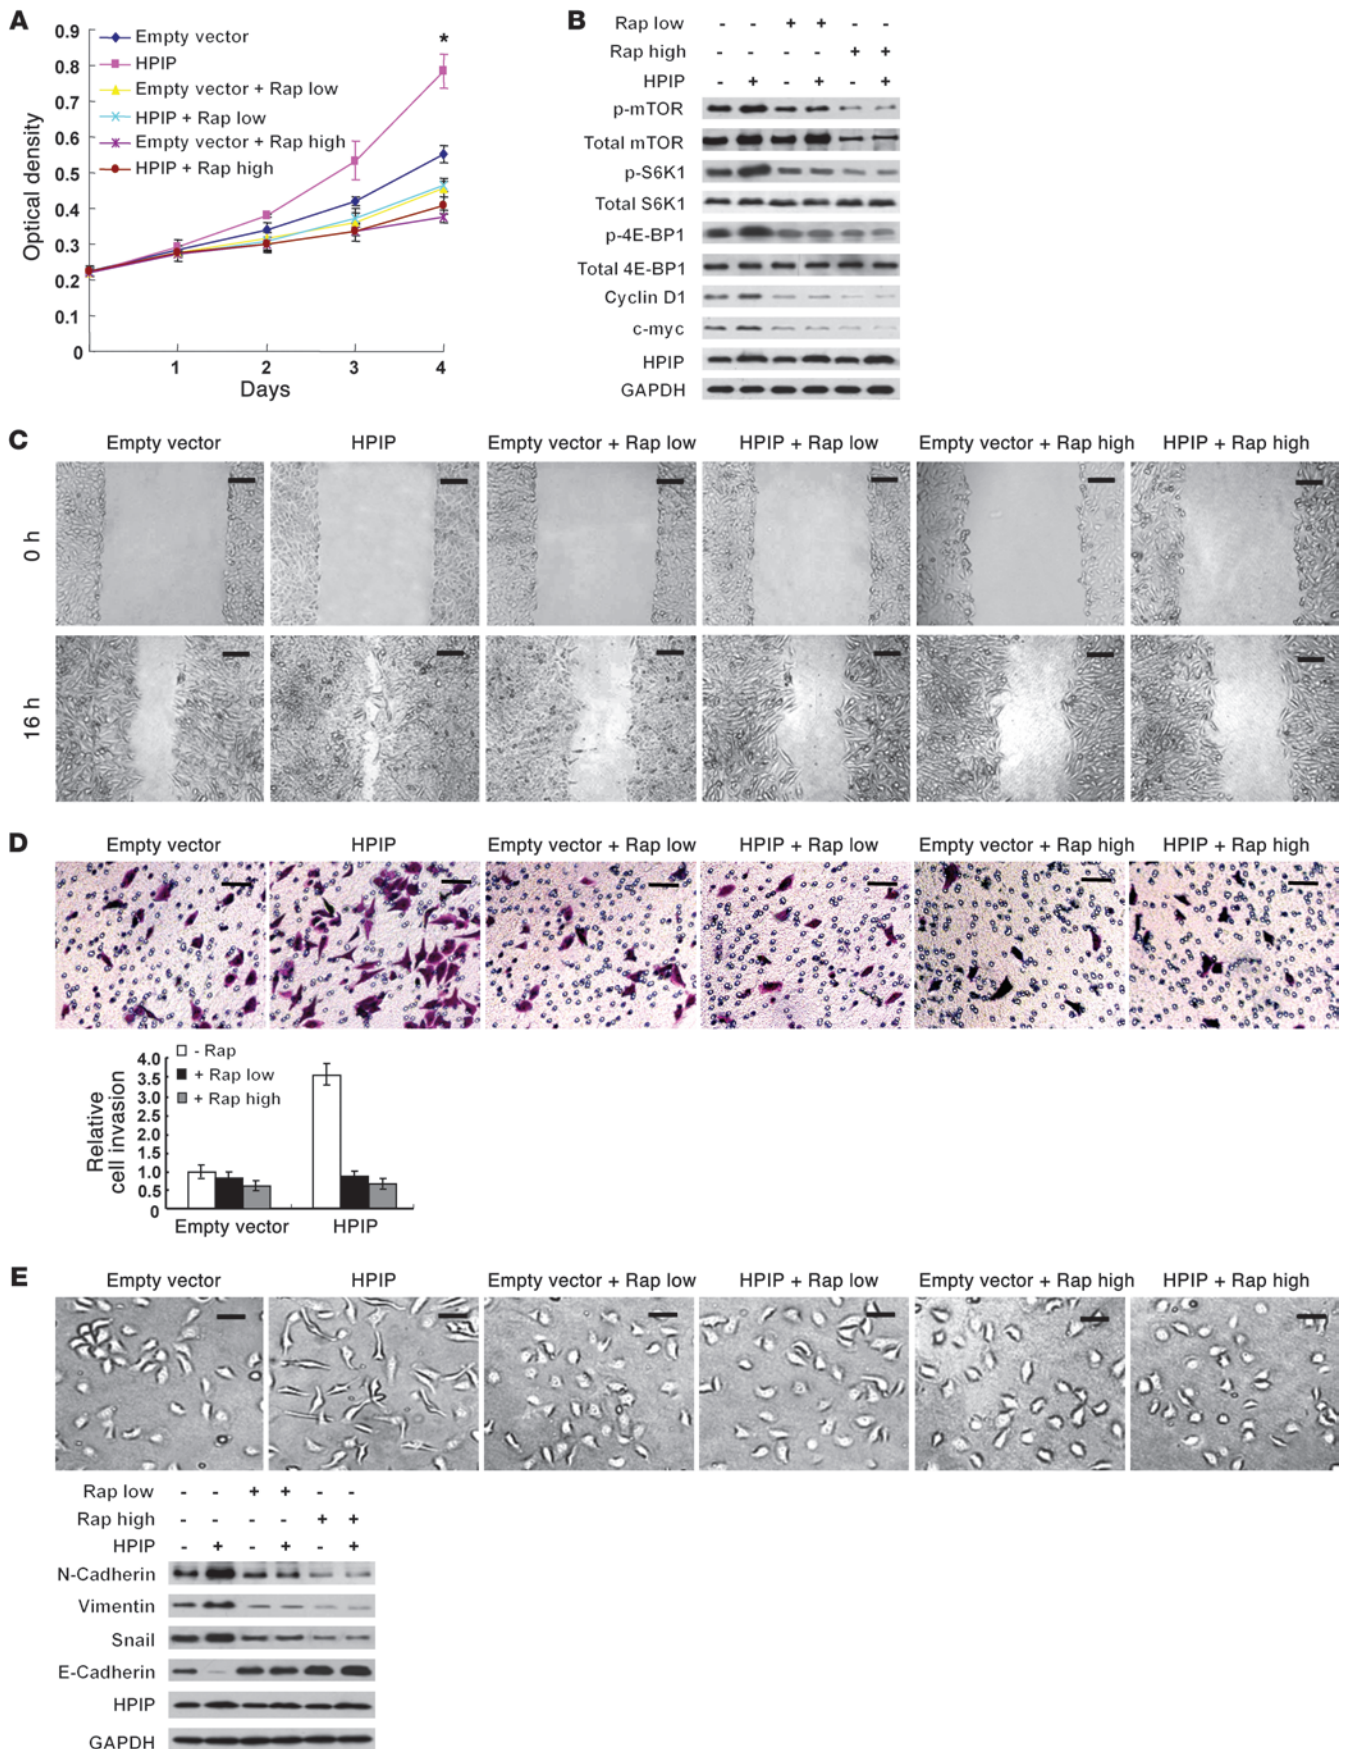 A
0.9
0.8
0.7
0.6
0.5
0.4
0.3
0.2
0.1
0
Optical density
Empty vector
HPIP
Empty vector + Rap low
HPIP + Rap low
Empty vector + Rap high
HPIP + Rap high
*
1 2 3 4
Days
B
Rap low - - + + - -
Rap high - - - - + +
HPIP - + - + - +
p-mTOR
Total mTOR
p-S6K1
Total S6K1
p-4E-BP1
Total 4E-BP1
Cyclin D1
c-myc
HPIP
GAPDH
C
Empty vector HPIP Empty vector + Rap low HPIP + Rap low Empty vector + Rap high HPIP + Rap high
0 h
16 h
D
Empty vector HPIP Empty vector + Rap low HPIP + Rap low Empty vector + Rap high HPIP + Rap high
Relative
cell invasion
4.0
3.5
3.0
2.5
2.0
1.5
1.0
0.5
0
- Rap
+ Rap low
+ Rap high
Empty vector HPIP
E
Empty vector HPIP Empty vector + Rap low HPIP + Rap low Empty vector + Rap high HPIP + Rap high
Rap low - - + + - -
Rap high - - - - + +
HPIP - + - + - +
N-Cadherin
Vimentin
Snail
E-Cadherin
HPIP
GAPDH